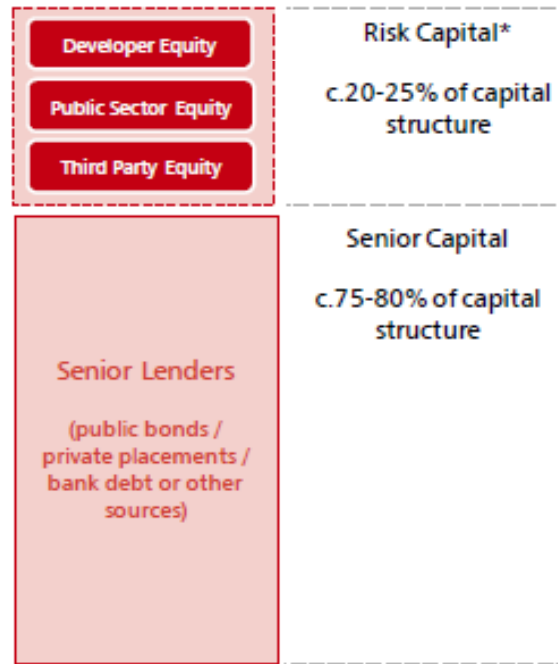 Developer Equity
Public Sector Equity
Third Party Equity
Risk Capital*
c.20-25% of capital
structure
Senior Lenders
(public bonds /
private placements /
bank debt or other
sources)
Senior Capital
c.75-80% of capital
structure